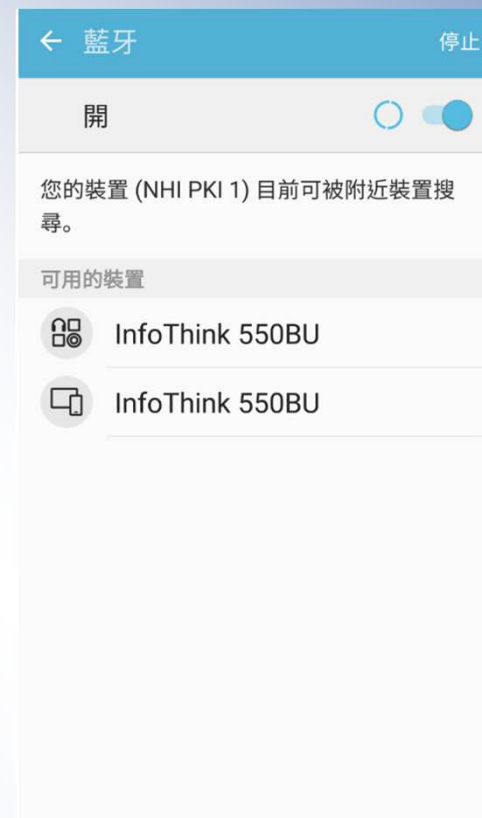 藍牙
停止
開
您的裝置 (NHI PKI 1) 目前可被附近裝置搜
尋。
可用的裝置
InfoThink 550BU
InfoThink 550BU